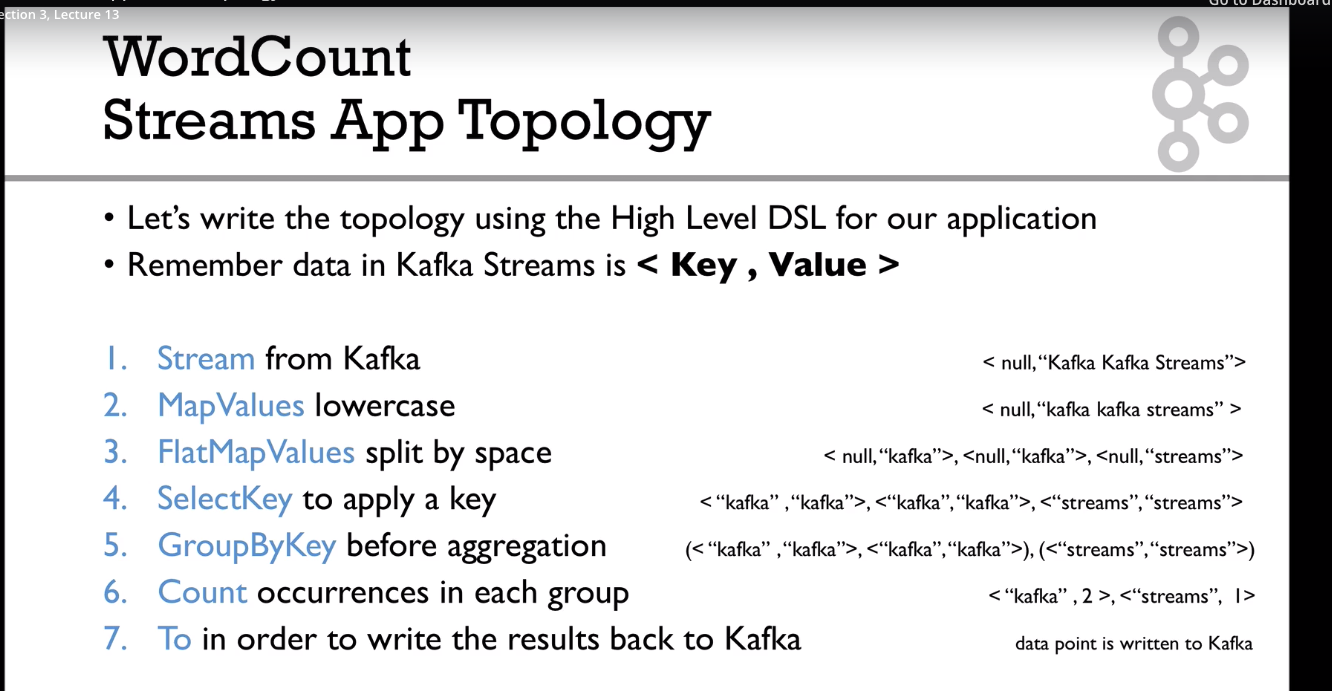 ection 3, Lecture 13
Go to Dashboard
WordCount
Streams App Topology
• Let’s write the topology using the High Level DSL for our application
• Remember data in Kafka Streams is < Key , Value >
1. Stream from Kafka < null,“Kafka Kafka Streams”>
2. MapValues lowercase < null,“kafka kafka streams” >
3. FlatMapValues split by space < null,“kafka”>, <null,“kafka”>, <null,“streams”>
4. SelectKey to apply a key < “kafka” ,“kafka”>, <“kafka”,“kafka”>, <“streams”,“streams”>
5. GroupByKey before aggregation (< “kafka” ,“kafka”>, <“kafka”,“kafka”>), (<“streams”,“streams”>)
6. Count occurrences in each group < “kafka” , 2 >, <“streams”, 1>
7. To in order to write the results back to Kafka data point is written to Kafka